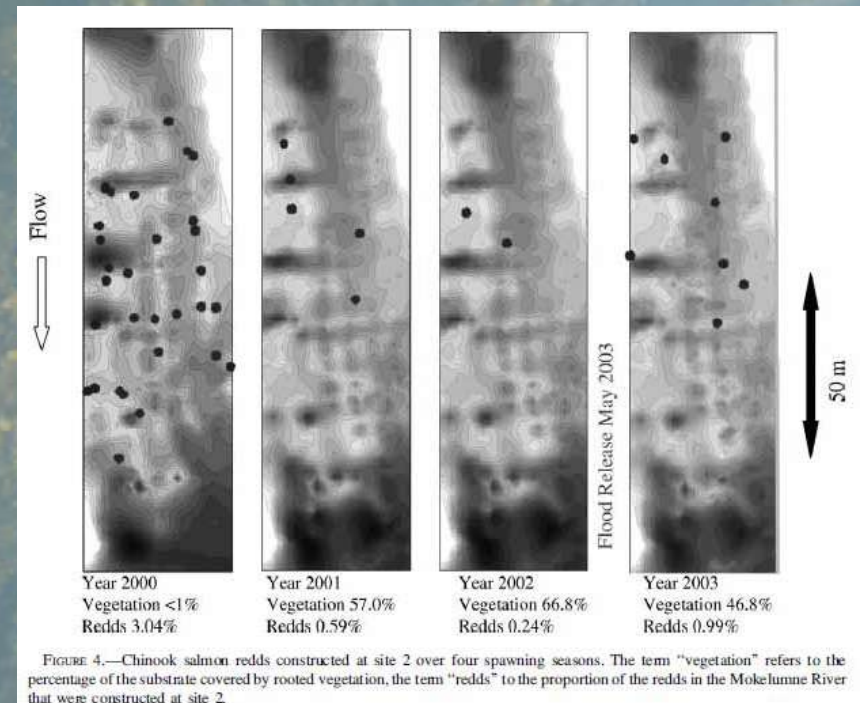 Flow
Flood Release May 2003
50 m
Year 2000
Vegetation <1%
Redds 3.04%
Year 2001
Vegetation 57.0%
Redds 0.59%
Year 2002
Vegetation 66.8%
Redds 0.24%
Year 2003
Vegetation 46.8%
Redds 0.99%
FIGURE 4.—Chinook salmon redds constructed at site 2 over four spawning seasons. The term “vegetation” refers to the
percentage of the substrate covered by rooted vegetation, the term “redds” to the proportion of the redds in the Mokelumne River
that were constructed at site 2.